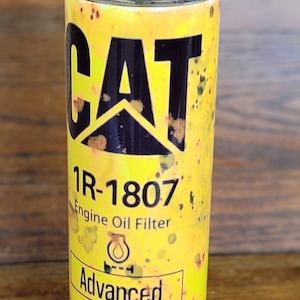 CAT
1R-1807
Engine Oil Filter
Advanced